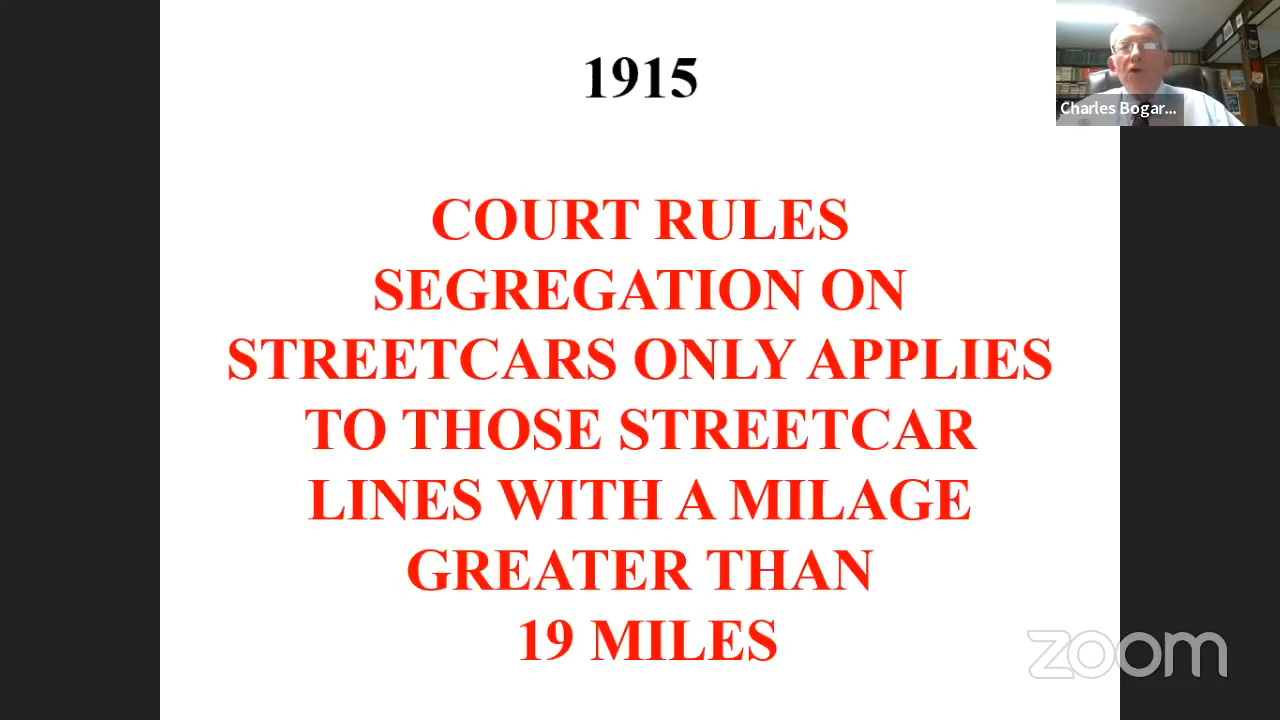 1915
COURT RULES
SEGREGATION ON
STREETCARS ONLY APPLIES
TO THOSE STREETCAR
LINES WITH A MILAGE
GREATER THAN
19 MILES
Charles Bogar...
zoom